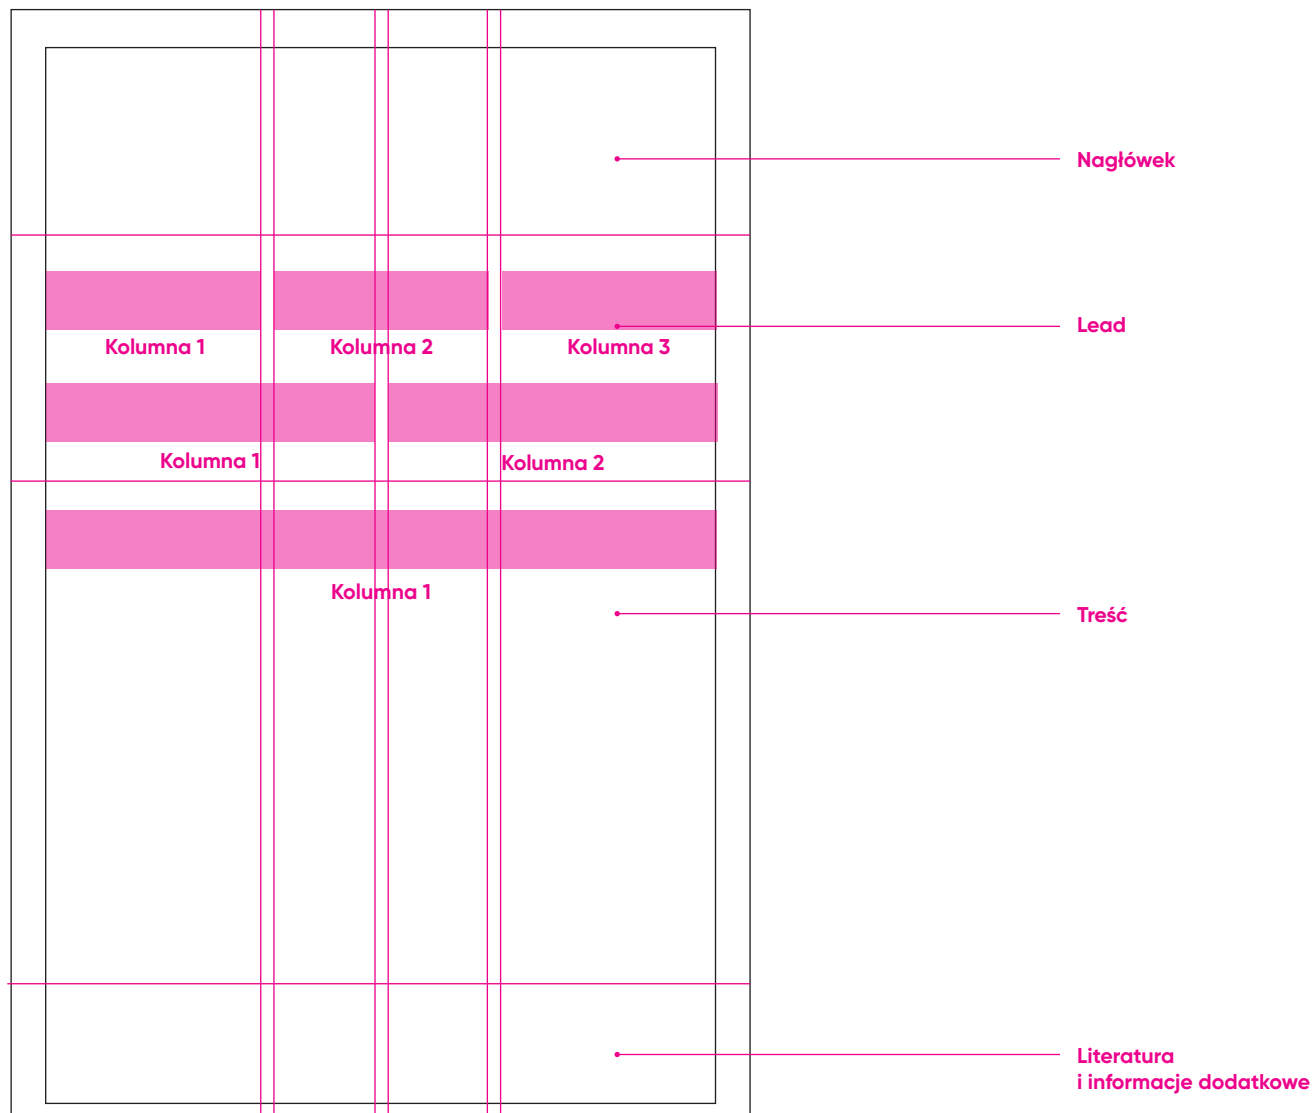 Nagłówek
Lead
Kolumna 1
Kolumna 2
Kolumna 3
Kolumna 1
Kolumna 2
Kolumna 1
Treść
Literatura
i informacje dodatkowe